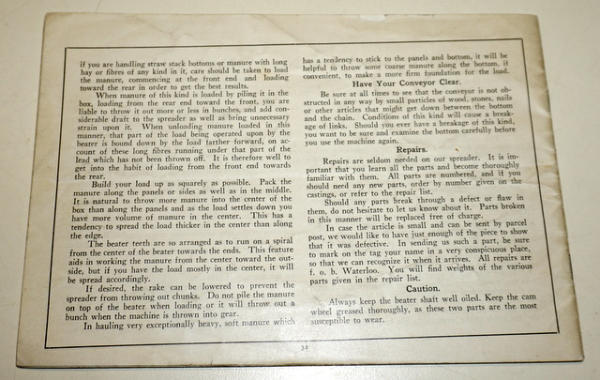 if you are handling straw stack bottoms or manure with long
hay or fibres of any kind in it, care should be taken to load
the manure, commencing at the front end and loading
toward the rear in order to get the best results.
When manure of this kind is loaded by piling it in the
box, loading from the rear end toward the front, you are
liable to throw it out more or less in bunches, and add con-
siderable draft to the spreader as well as bring unnecessary
strain upon it. When unloading manure loaded in this
manner, that part of the load being operated upon by the
beater is bound down by the load farther forward, on ac-
count of these long fibres running under that part of the
load which has not been thrown off. It is therefore well to
get into the habit of loading from the front end towards
the rear.
Build your load up as squarely as possible. Pack the
manure along the panels or sides as well as in the middle.
It is natural to throw more manure into the center of the
box than along the panels and as the load settles down you
have more volume of manure in the center. This has a
tendency to spread the load thicker in the center than along
the edge.
The beater teeth are so arranged as to run on a spiral
from the center of the beater towards the ends. This feature
aids in working the manure from the center toward the out-
side, but if you have the load mostly in the center, it will
be spread accordingly.
If desired, the rake can be lowered to prevent the
spreader from throwing out chunks. Do not pile the manure
on top of the beater when loading or it will throw out a
bunch when the machine is thrown into gear.
In hauling very exceptionally heavy, soft manure which
has a tendency to stick to the panels and bottom, it will be
helpful to throw some coarse manure along the bottom, if
convenient, to make a more firm foundation for the load.
Have Your Conveyor Clear.
Be sure at all times to see that the conveyor is not ob-
structed in any way by small particles of wood, stones, nails
or other articles that might get down between the bottom
and the chain. Conditions of this kind will cause a break-
age of links. Should you ever have a breakage of this kind,
you want to be sure and examine the bottom carefully before
you use the machine again.
Repairs.
Repairs are seldom needed on our spreader. It is im-
portant that you learn all the parts and become thoroughly
familiar with them. All parts are numbered, and if you
should need any new parts, order by number given on the
castings, or refer to the repair list.
Should any parts break through a defect or flaw in
them, do not hesitate to let us know about it. Parts broken
in this manner will be replaced free of charge.
In case the article is small and can be sent by parcel
post, we would like to have just enough of the piece to show
that it was defective. In sending us such a part, be sure
to mark on the tag your name in a very conspicuous place,
so that we can recognize it when it arrives. All repairs are
f. o. b. Waterloo. You will find weights of the various
parts given in the repair list.
Caution.
Always keep the beater shaft well oiled. Keep the cam
wheel greased thoroughly, as these two parts are the most
susceptible to wear.
32